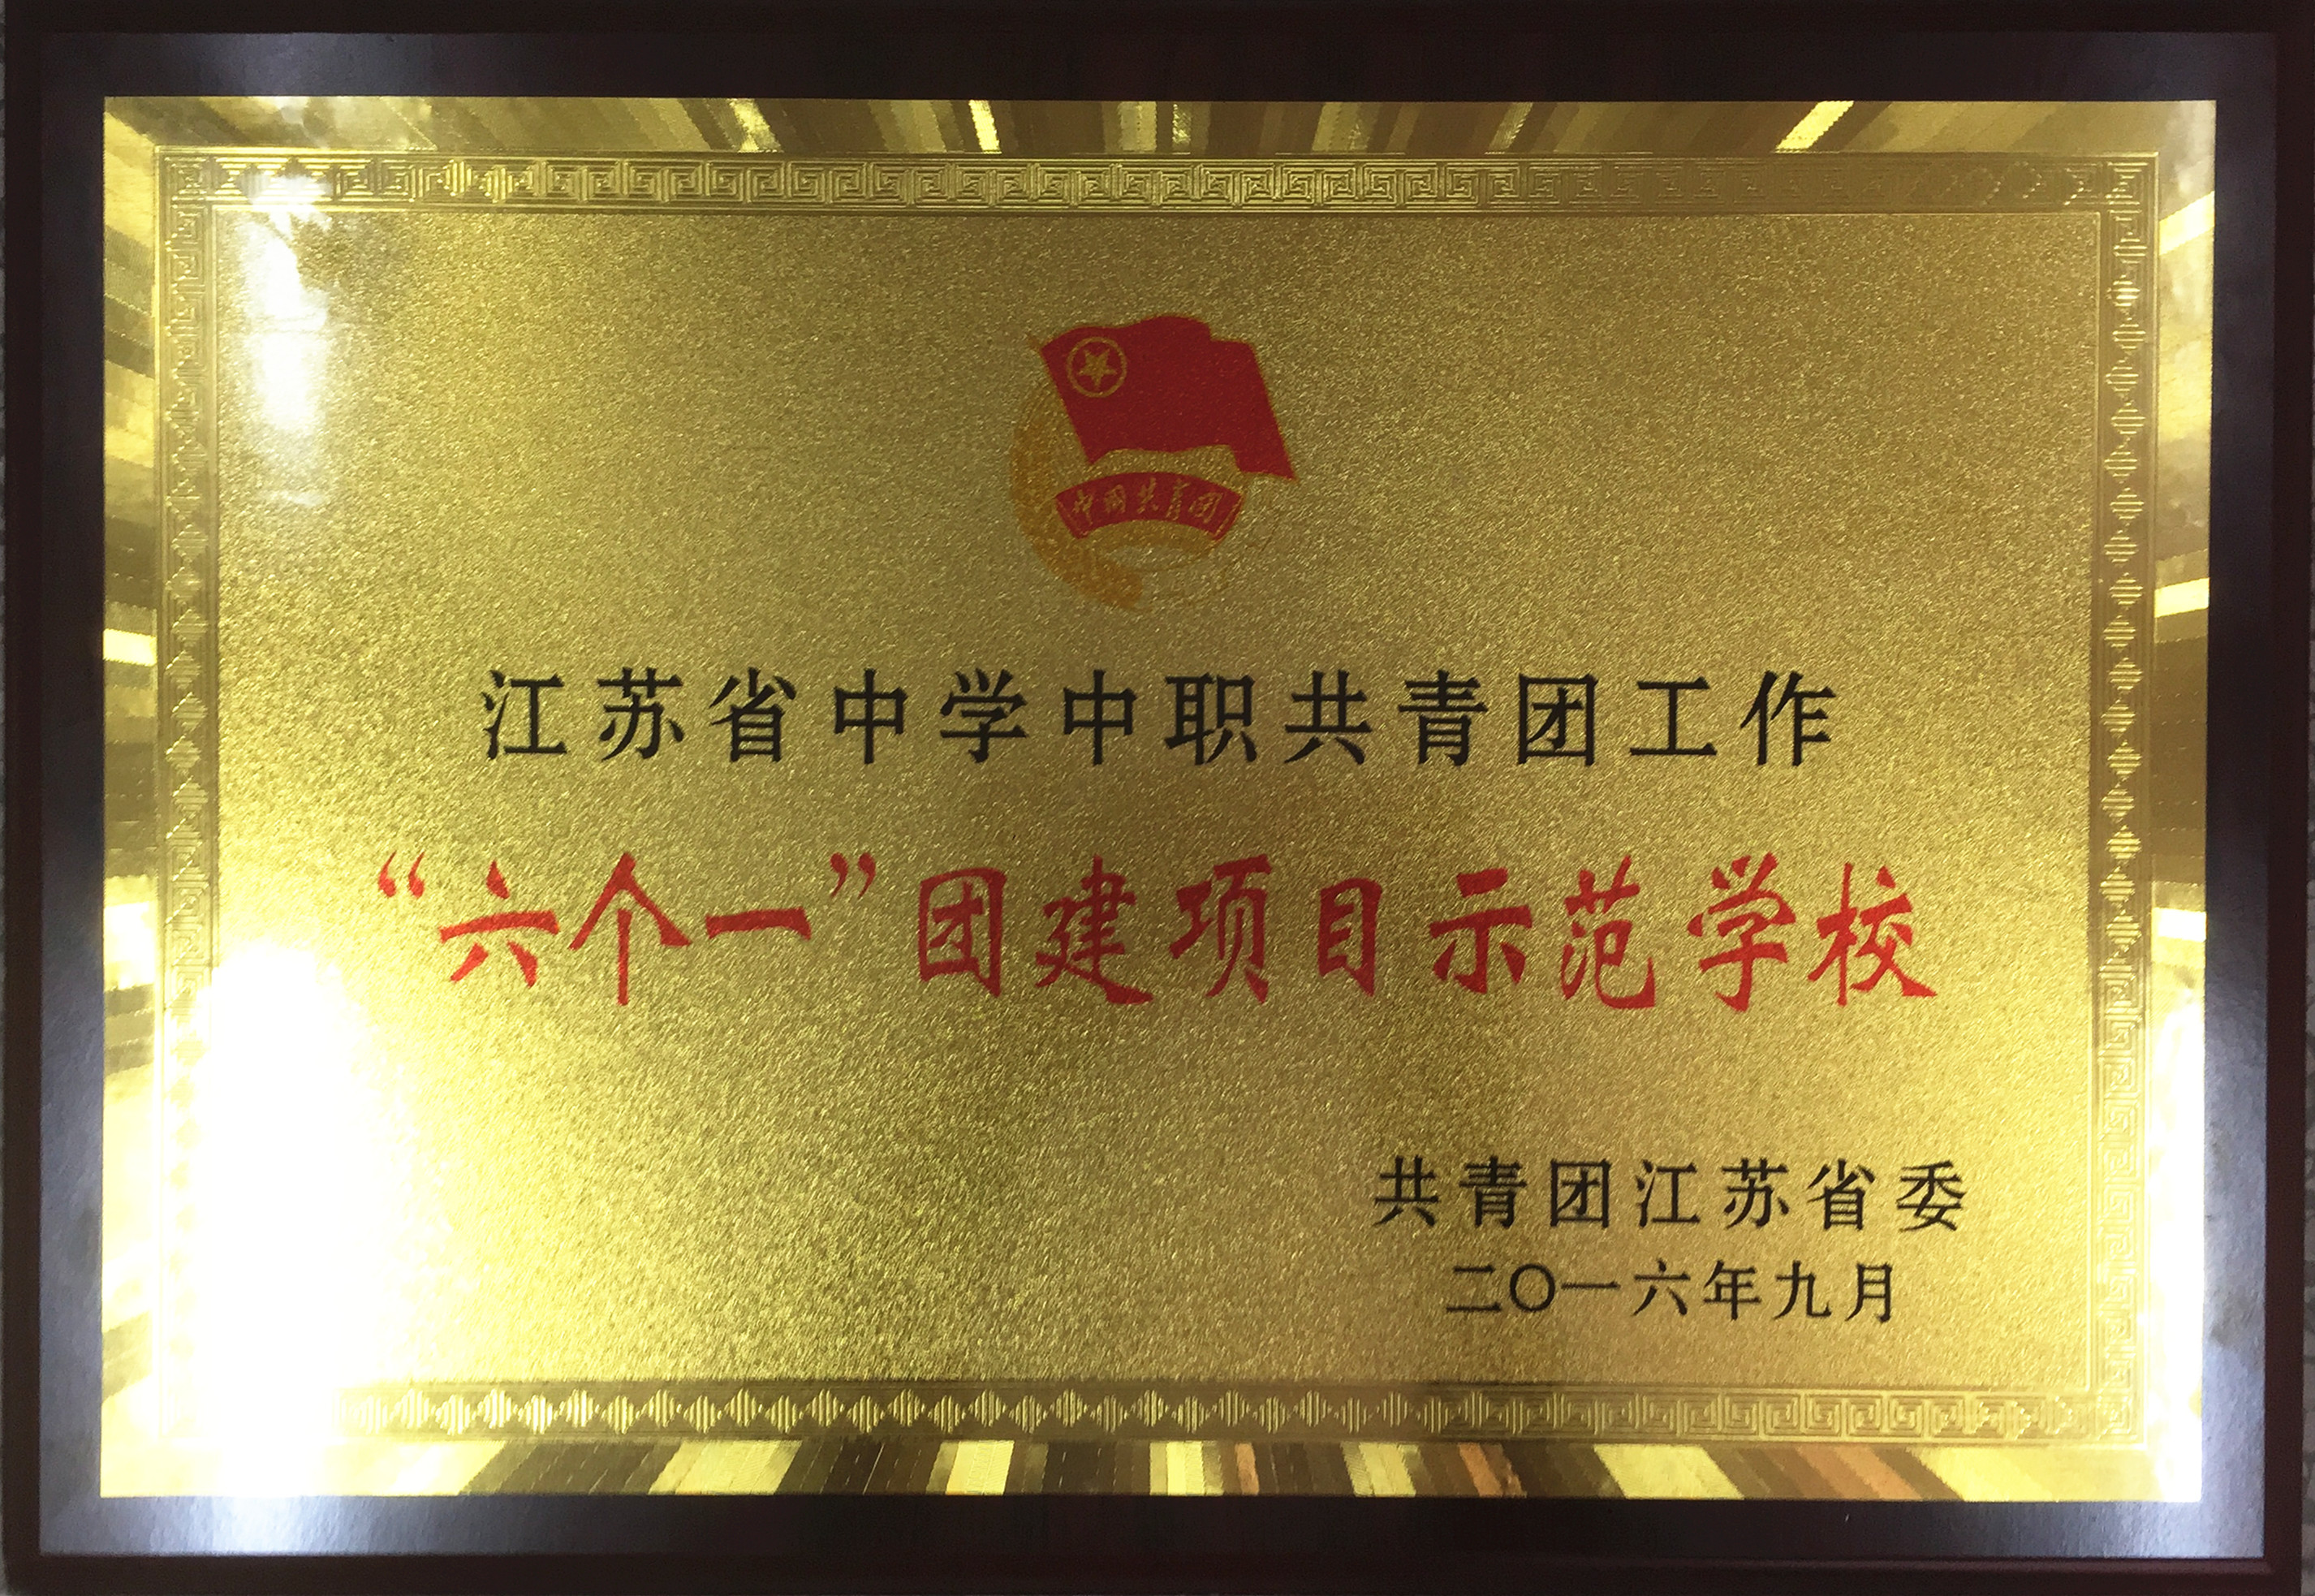 中国共青团
江苏省中学中职共青团工作
“六个一”团建项目示范学校
共青团江苏省委
二〇一六年九月